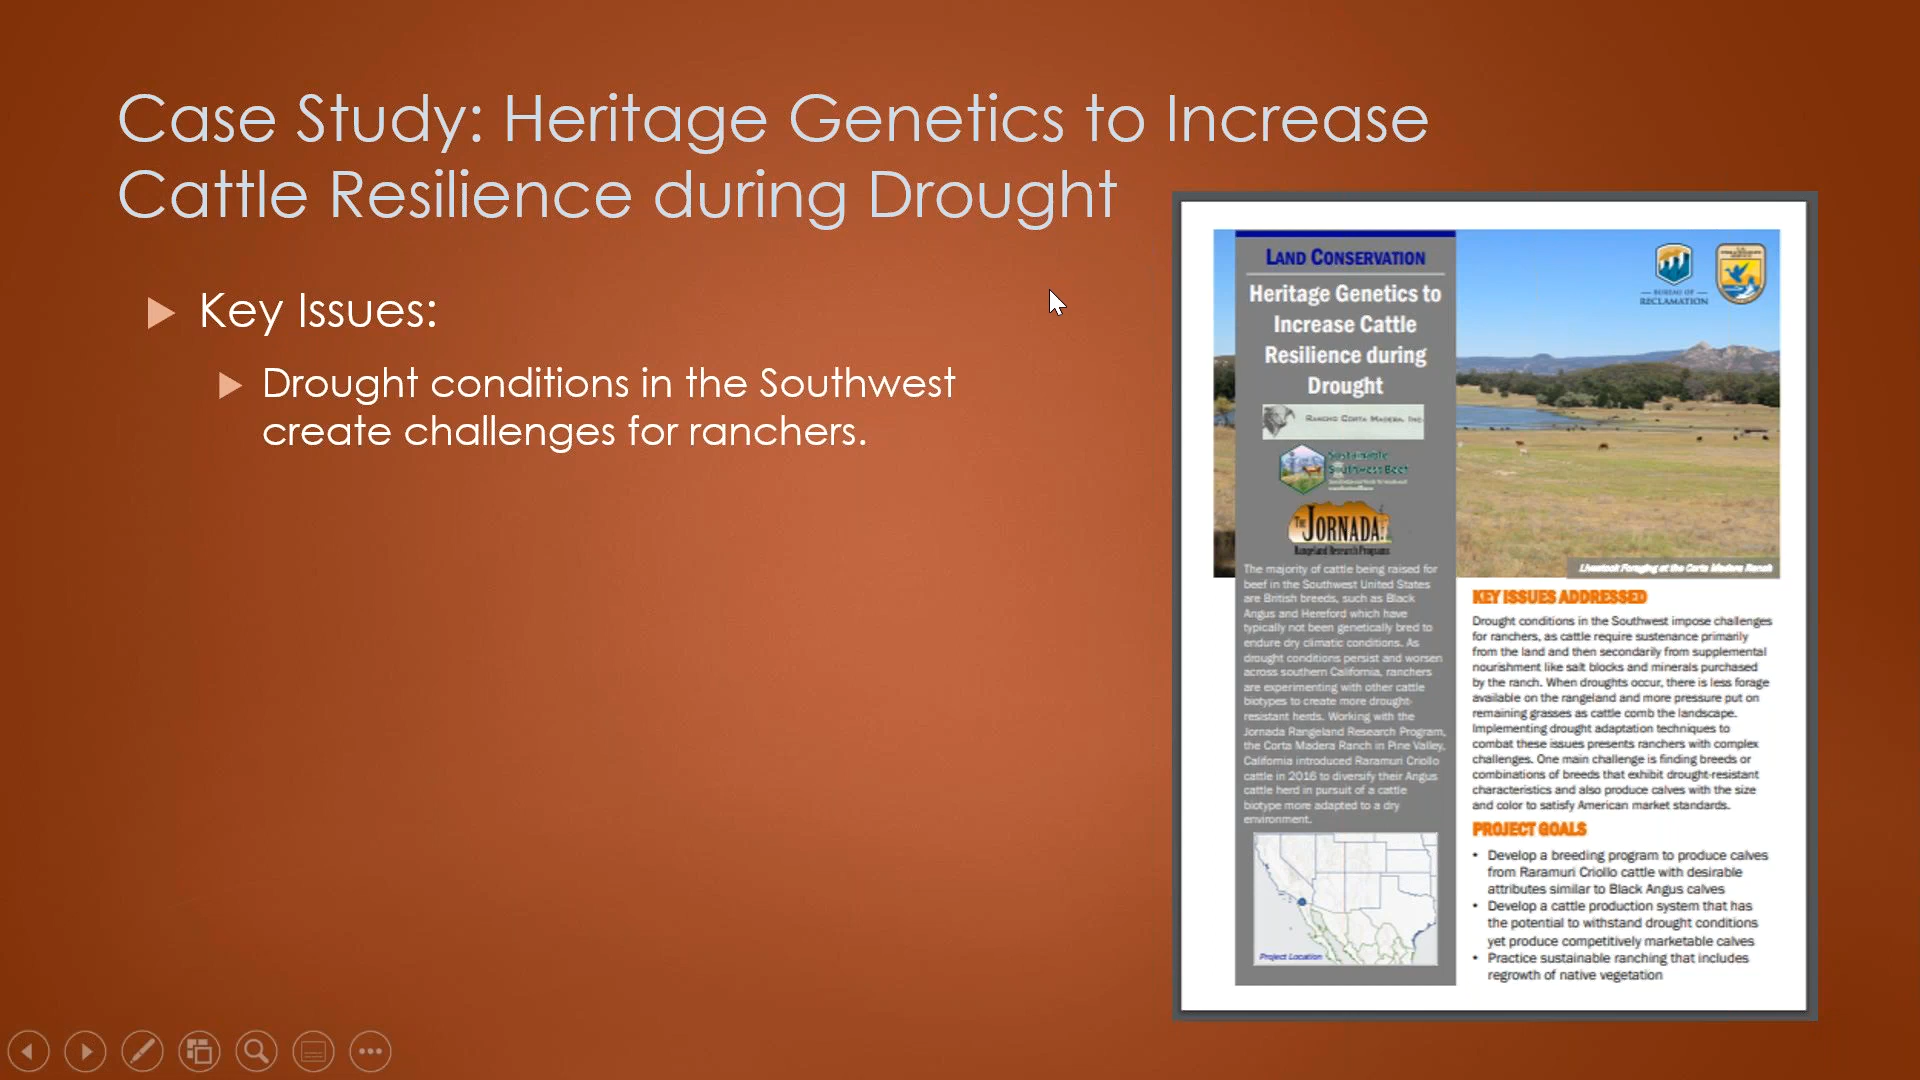 Case Study: Heritage Genetics to Increase
Cattle Resilience during Drought
Key Issues:
Drought conditions in the Southwest
create challenges for ranchers.
LAND CONSERVATION
Heritage Genetics to
Increase Cattle
Resilience during
Drought
RANCHO CORTA MADERA, INC.
Sustainable
Southwest Beef
THE JORNADA
Rangeland Research Programs
The majority of cattle being raised for
beef in the Southwest United States
are British breeds, such as Black
Angus and Hereford which have
typically not been genetically bred to
endure dry climatic conditions. As
drought conditions persist and worsen
across southern California, ranchers
are experimenting with other cattle
biotypes to create more drought-
resistant herds. Working with the
Jornada Rangeland Research Program,
the Corta Madera Ranch in Pine Valley,
California introduced Raramuri Criollo
cattle in 2016 to diversify their Angus
cattle herd in pursuit of a cattle
biotype more adapted to a dry
environment.
Project Location
BUREAU OF
RECLAMATION
Livestock Foraging at the Corta Madera Ranch
KEY ISSUES ADDRESSED
Drought conditions in the Southwest impose challenges
for ranchers, as cattle require sustenance primarily
from the land and then secondarily from supplemental
nourishment like salt blocks and minerals purchased
by the ranch. When droughts occur, there is less forage
available on the rangeland and more pressure put on
remaining grasses as cattle comb the landscape.
Implementing drought adaptation techniques to
combat these issues presents ranchers with complex
challenges. One main challenge is finding breeds or
combinations of breeds that exhibit drought-resistant
characteristics and also produce calves with the size
and color to satisfy American market standards.
PROJECT GOALS
• Develop a breeding program to produce calves
from Raramuri Criollo cattle with desirable
attributes similar to Black Angus calves
• Develop a cattle production system that has
the potential to withstand drought conditions
yet produce competitively marketable calves
• Practice sustainable ranching that includes
regrowth of native vegetation